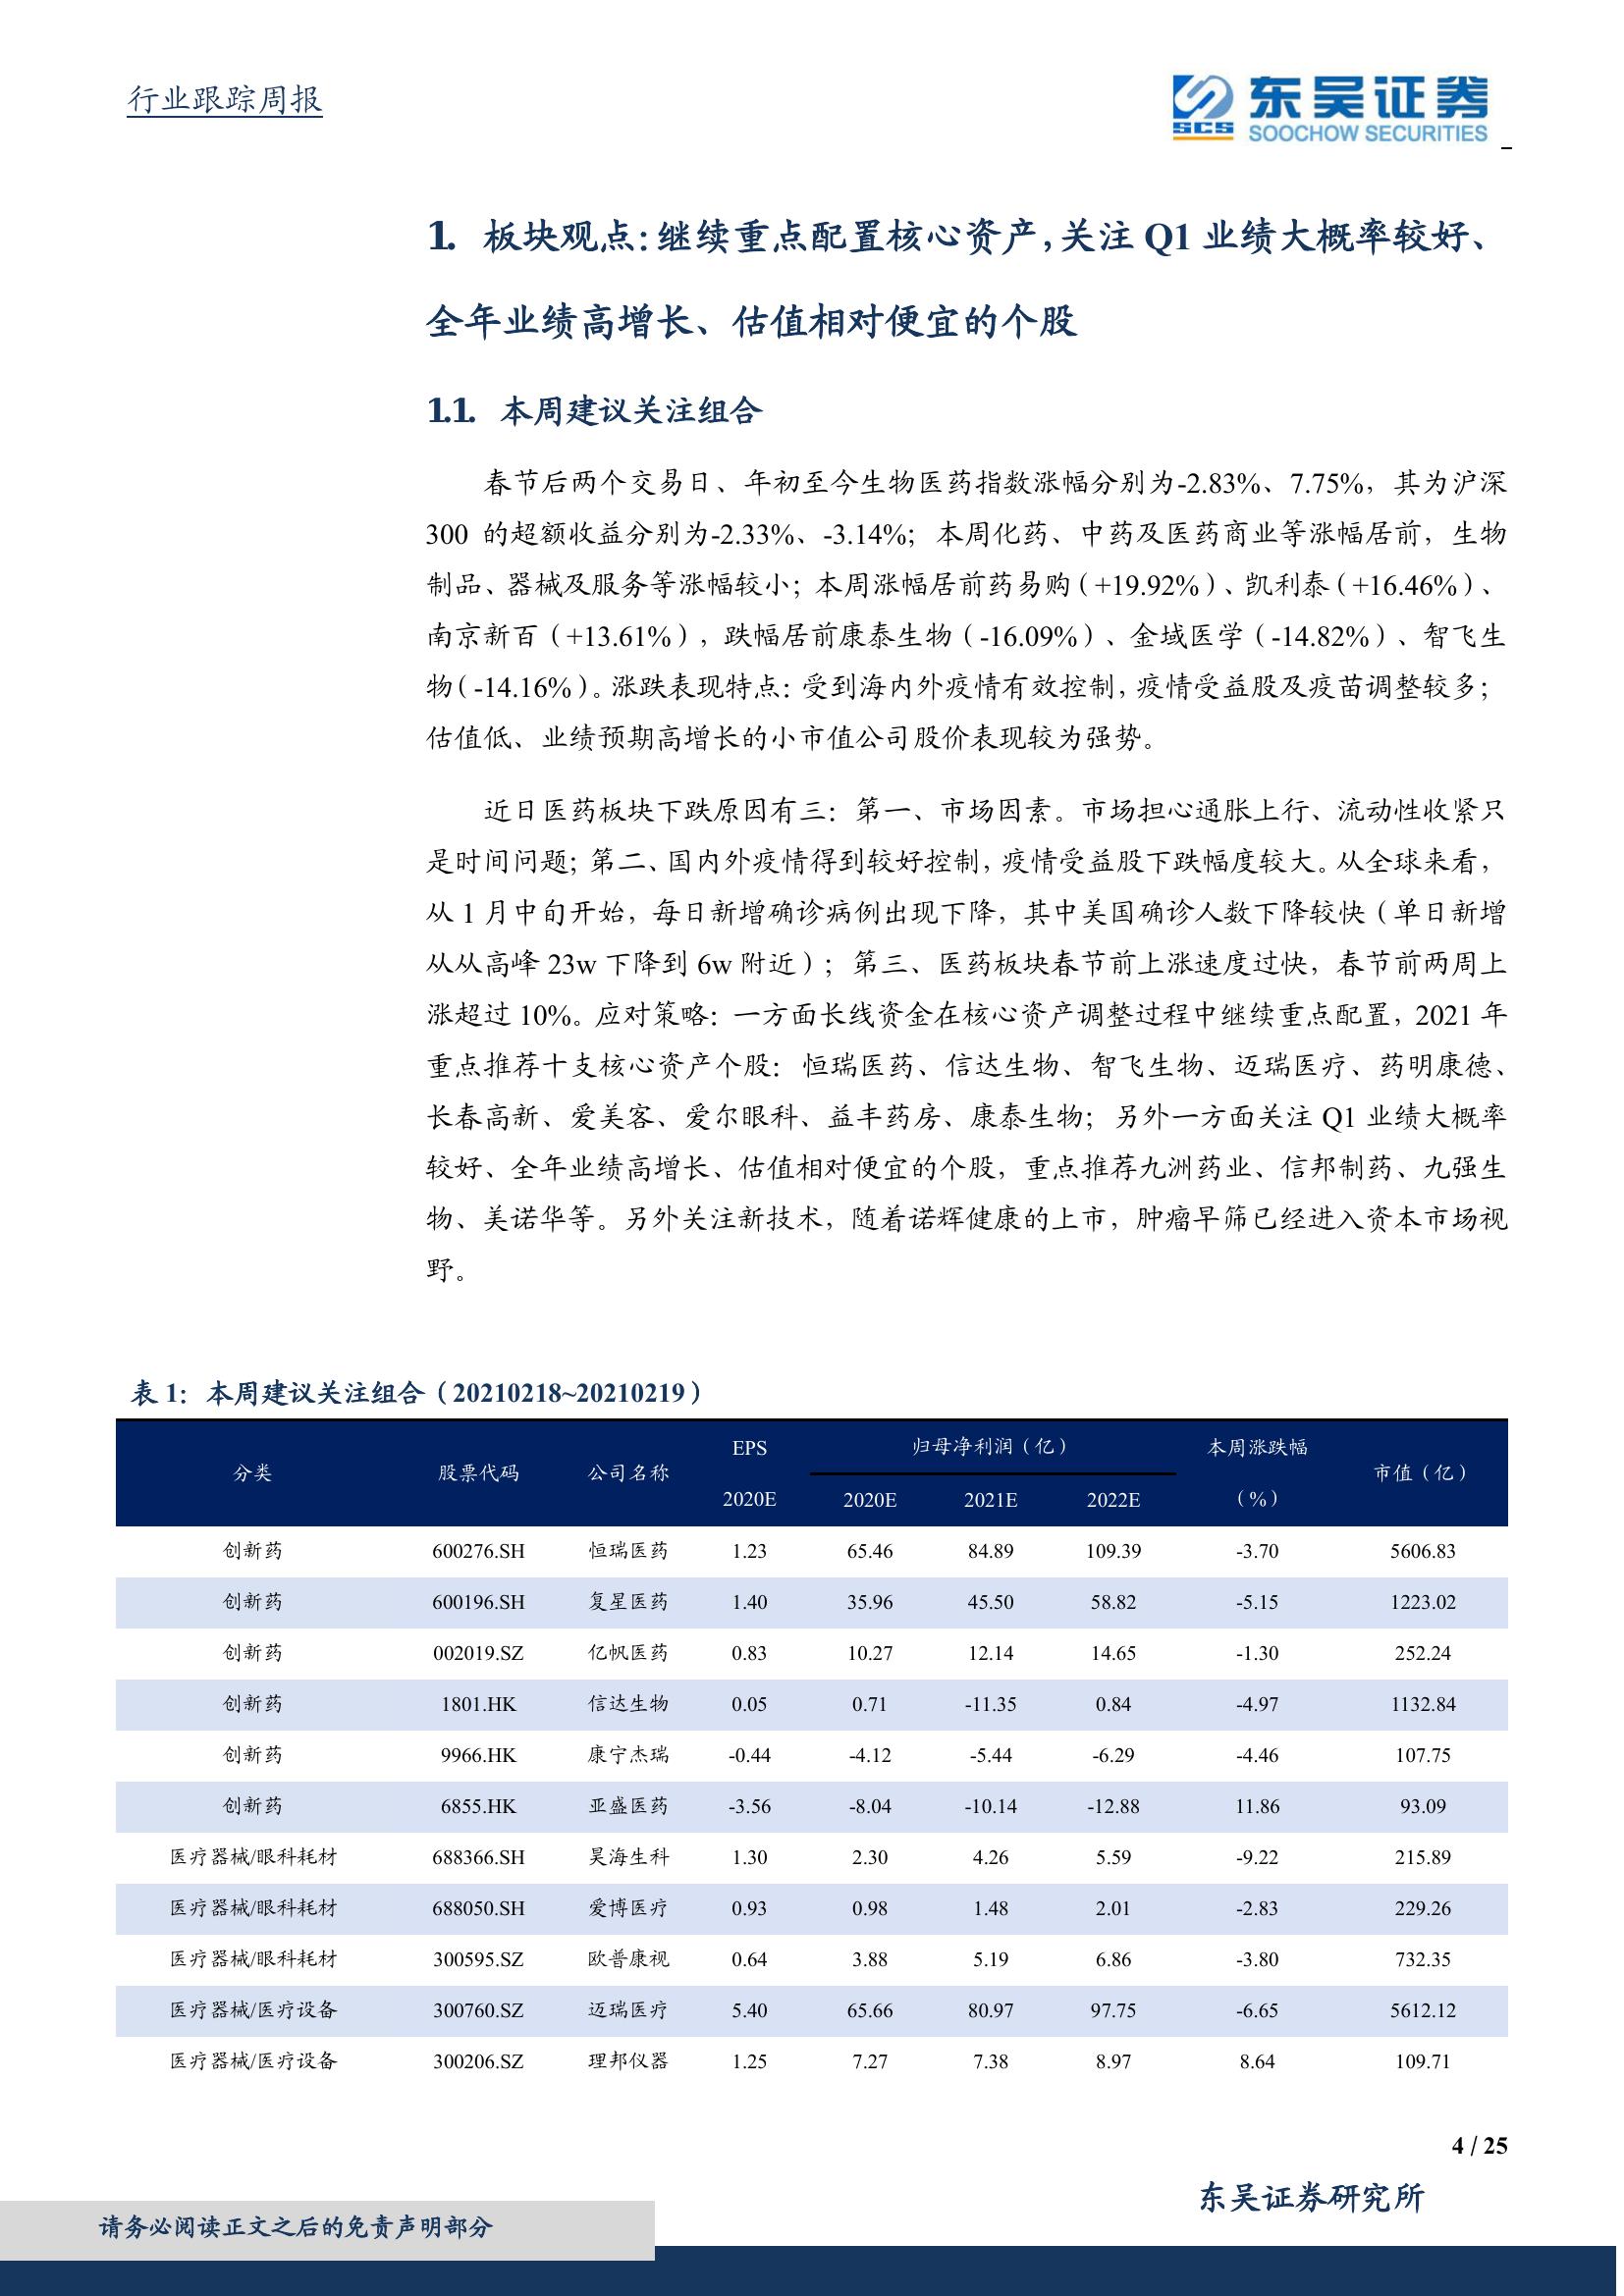 行业跟踪周报
SCS
东吴证券
SOOCHOW SECURITIES
1. 板块观点：继续重点配置核心资产，关注 Q1 业绩大概率较好、
全年业绩高增长、估值相对便宜的个股
1.1. 本周建议关注组合
春节后两个交易日、年初至今生物医药指数涨幅分别为-2.83%、7.75%，其为沪深
300 的超额收益分别为-2.33%、-3.14%；本周化药、中药及医药商业等涨幅居前，生物
制品、器械及服务等涨幅较小；本周涨幅居前药易购（+19.92%）、凯利泰（+16.46%）、
南京新百（+13.61%），跌幅居前康泰生物（-16.09%）、金域医学（-14.82%）、智飞生
物（-14.16%）。涨跌表现特点：受到海内外疫情有效控制，疫情受益股及疫苗调整较多；
估值低、业绩预期高增长的小市值公司股价表现较为强势。
近日医药板块下跌原因有三：第一、市场因素。市场担心通胀上行、流动性收紧只
是时间问题；第二、国内外疫情得到较好控制，疫情受益股下跌幅度较大。从全球来看，
从 1 月中旬开始，每日新增确诊病例出现下降，其中美国确诊人数下降较快（单日新增
从从高峰 23w 下降到 6w 附近）；第三、医药板块春节前上涨速度过快，春节前两周上
涨超过 10%。应对策略：一方面长线资金在核心资产调整过程中继续重点配置，2021 年
重点推荐十支核心资产个股：恒瑞医药、信达生物、智飞生物、迈瑞医疗、药明康德、
长春高新、爱美客、爱尔眼科、益丰药房、康泰生物；另外一方面关注 Q1 业绩大概率
较好、全年业绩高增长、估值相对便宜的个股，重点推荐九洲药业、信邦制药、九强生
物、美诺华等。另外关注新技术，随着诺辉健康的上市，肿瘤早筛已经进入资本市场视
野。
表 1：本周建议关注组合（20210218~20210219）
分类 股票代码 公司名称 EPS 归母净利润（亿） 本周涨跌幅 市值（亿）
2020E 2020E 2021E 2022E （%）
创新药 600276.SH 恒瑞医药 1.23 65.46 84.89 109.39 -3.70 5606.83
创新药 600196.SH 复星医药 1.40 35.96 45.50 58.82 -5.15 1223.02
创新药 002019.SZ 亿帆医药 0.83 10.27 12.14 14.65 -1.30 252.24
创新药 1801.HK 信达生物 0.05 0.71 -11.35 0.84 -4.97 1132.84
创新药 9966.HK 康宁杰瑞 -0.44 -4.12 -5.44 -6.29 -4.46 107.75
创新药 6855.HK 亚盛医药 -3.56 -8.04 -10.14 -12.88 11.86 93.09
医疗器械/眼科耗材 688366.SH 昊海生科 1.30 2.30 4.26 5.59 -9.22 215.89
医疗器械/眼科耗材 688050.SH 爱博医疗 0.93 0.98 1.48 2.01 -2.83 229.26
医疗器械/眼科耗材 300595.SZ 欧普康视 0.64 3.88 5.19 6.86 -3.80 732.35
医疗器械/医疗设备 300760.SZ 迈瑞医疗 5.40 65.66 80.97 97.75 -6.65 5612.12
医疗器械/医疗设备 300206.SZ 理邦仪器 1.25 7.27 7.38 8.97 8.64 109.71
4 / 25
东吴证券研究所
请务必阅读正文之后的免责声明部分